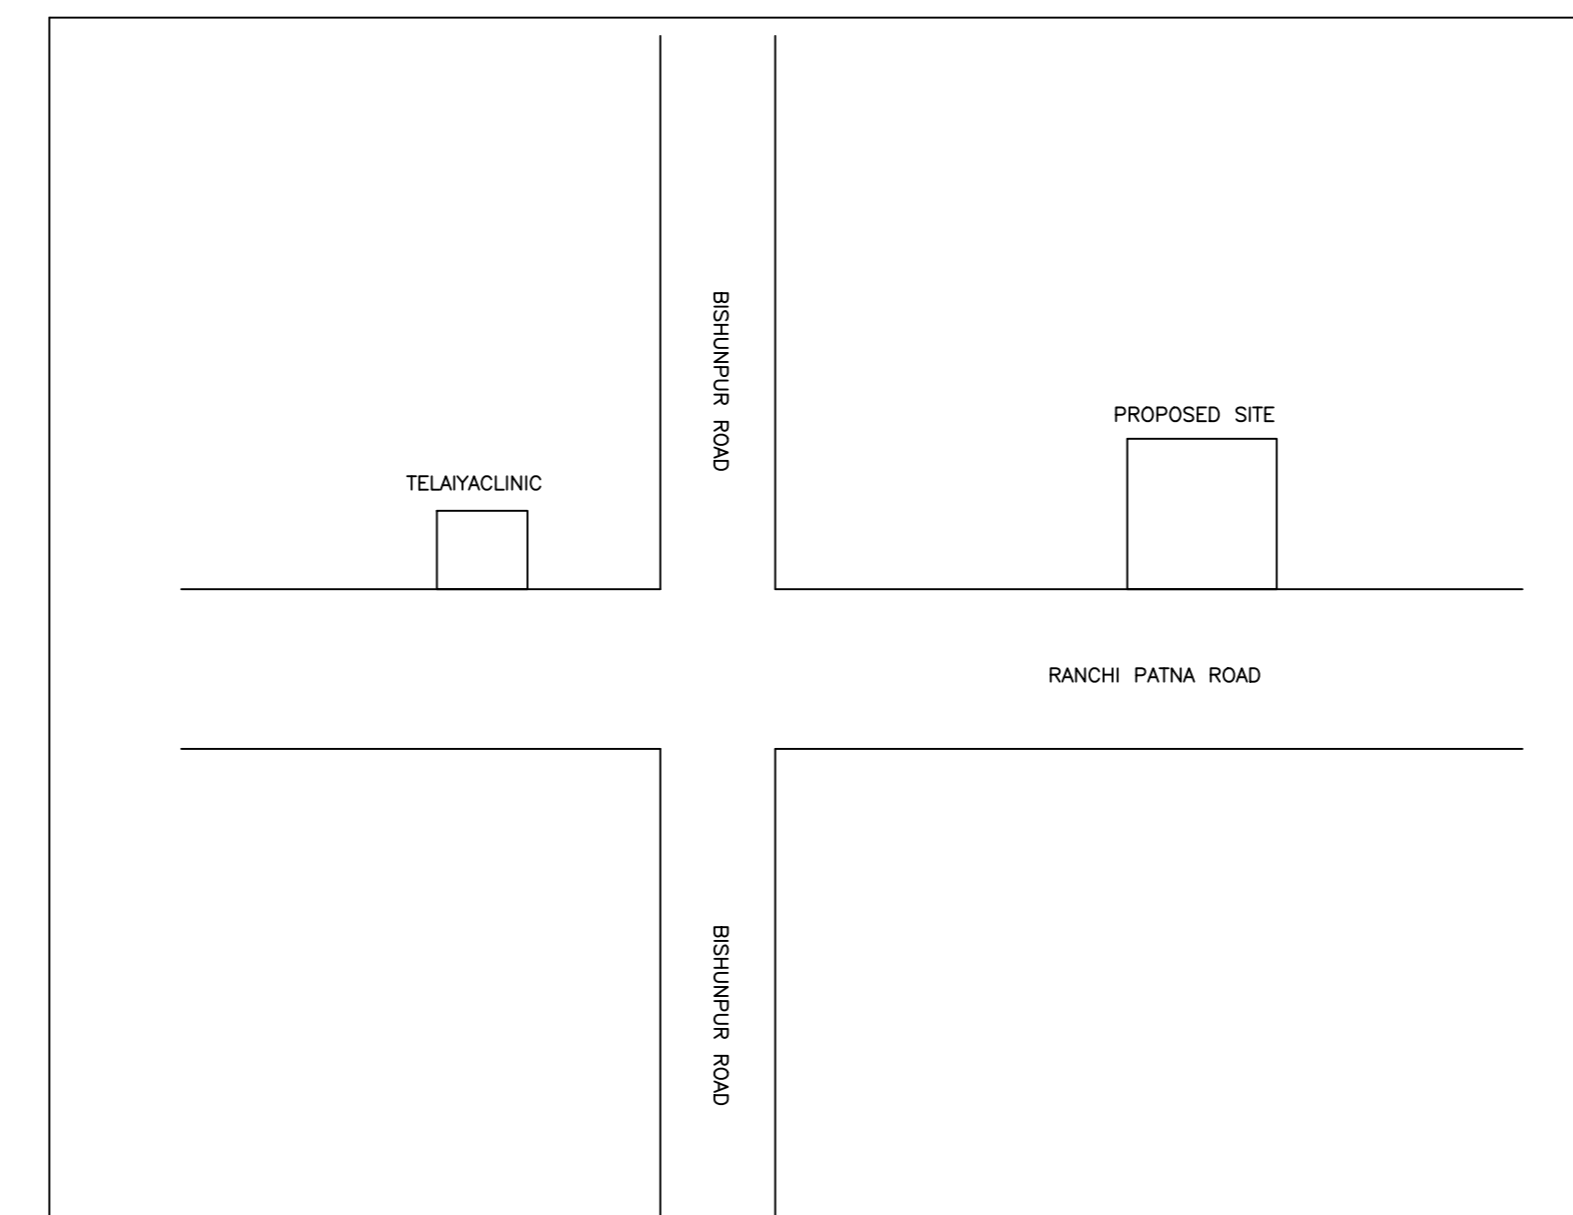 BISHUNPUR ROAD
PROPOSED SITE
TELAIYACLINIC
RANCHI PATNA ROAD
BISHUNPUR ROAD